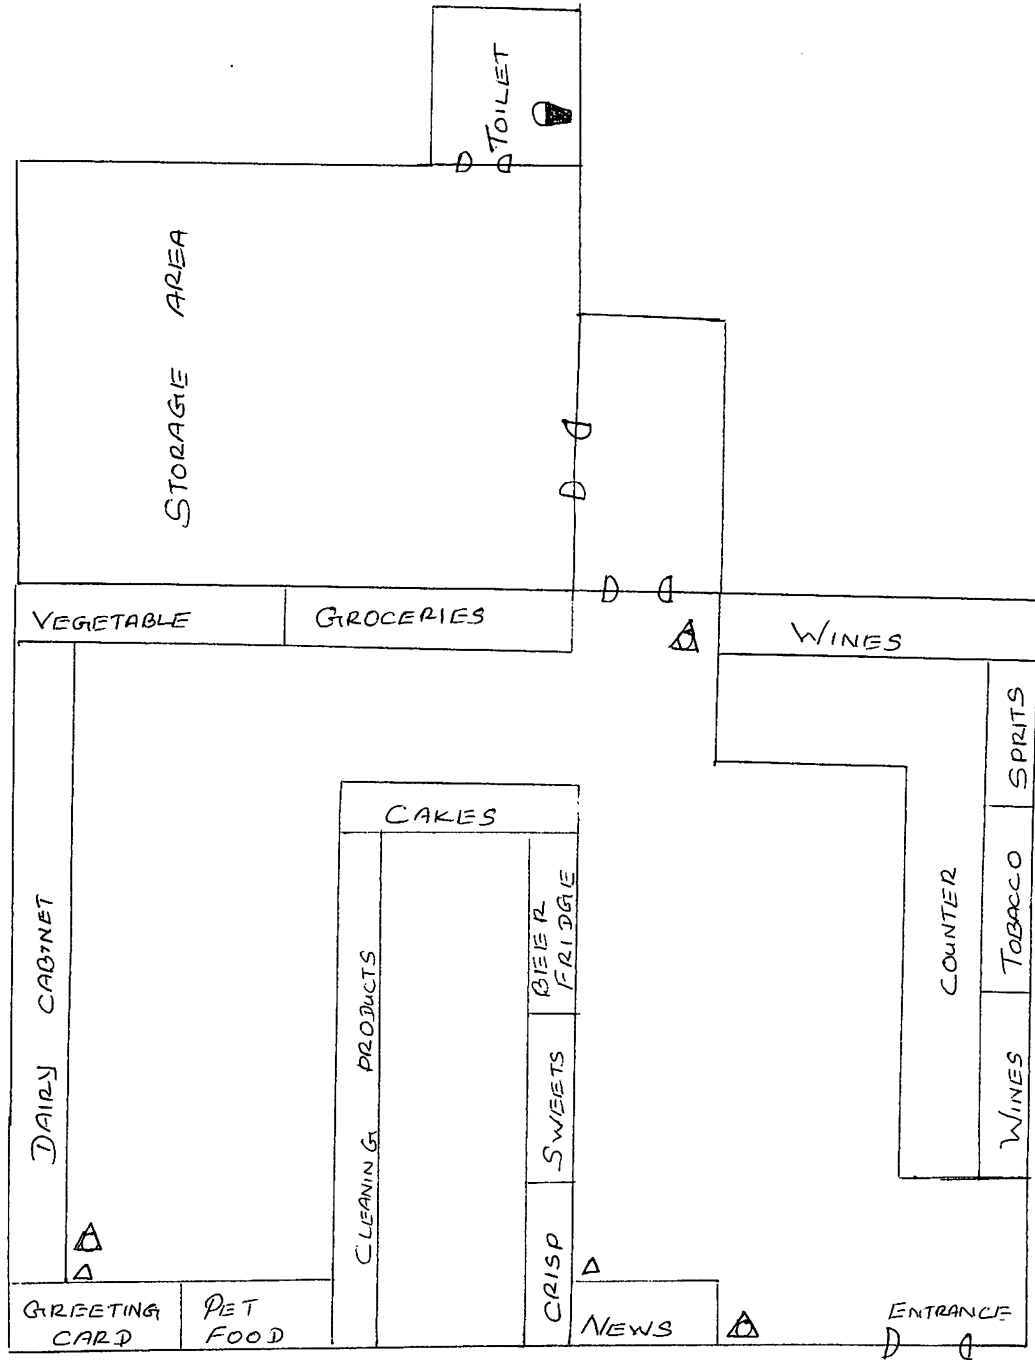 TOILET
STORAGE AREA
VEGETABLE
GROCERIES
WINES
SPRITS
CAKES
DAIRY CABINET
CLEANING PRODUCTS
BEER
FRIDGE
COUNTER
TOBACCO
SWEETS
WINES
CRISP
GREETING
CARD
PET
FOOD
NEWS
ENTRANCE